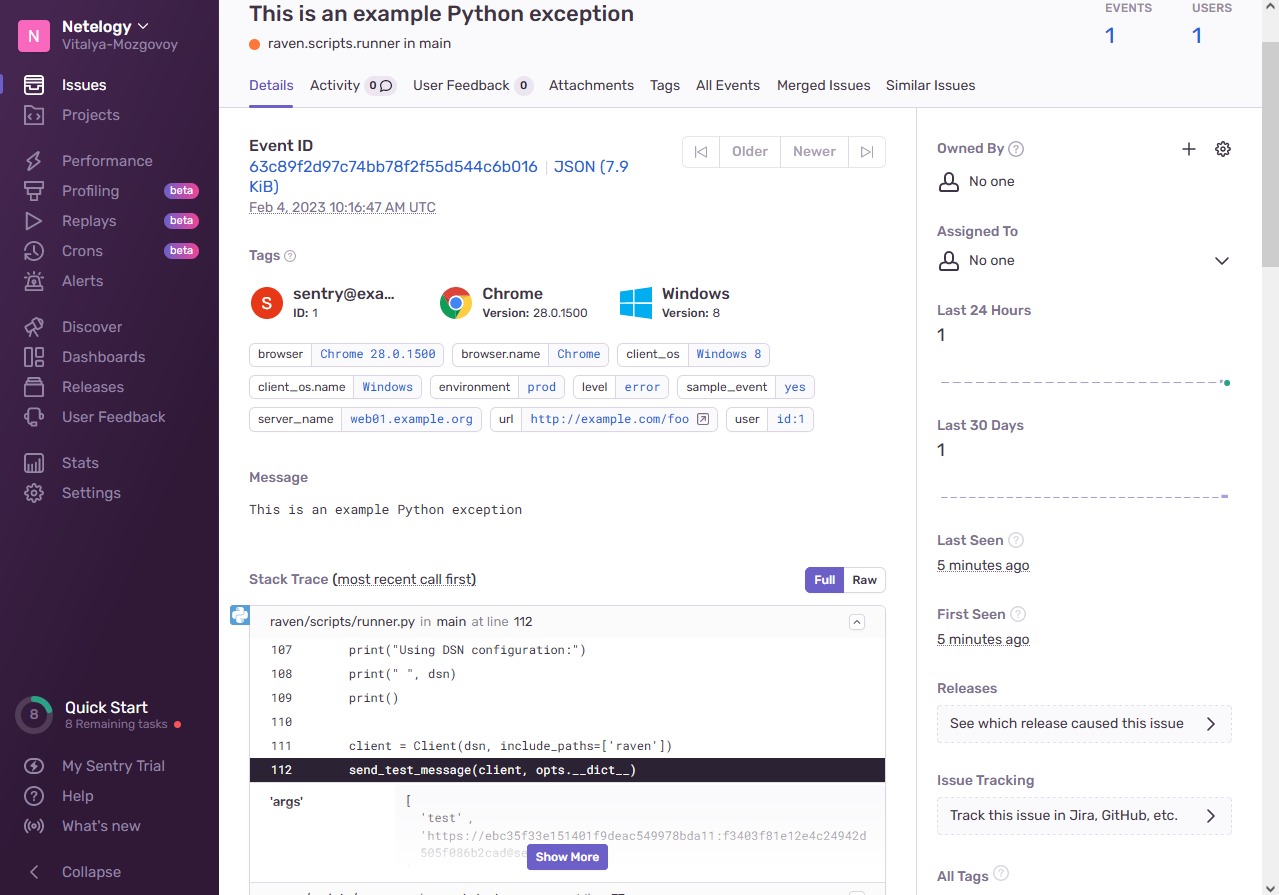 N
Netelogy
Vitalya-Mozgovoy
Issues
Projects
Performance
Profiling beta
Replays beta
Crons beta
Alerts
Discover
Dashboards
Releases
User Feedback
Stats
Settings
8
Quick Start
8 Remaining tasks
My Sentry Trial
Help
What's new
Collapse
This is an example Python exception
raven.scripts.runner in main
EVENTS USERS
1 1
Details Activity 0 User Feedback 0 Attachments Tags All Events Merged Issues Similar Issues
Event ID
63c89f2d97c74bb78f2f55d544c6b016 | JSON (7.9
KiB)
Feb 4, 2023 10:16:47 AM UTC
Older Newer
Tags ?
S sentry@exa...
ID: 1
Chrome
Version: 28.0.1500
Windows
Version: 8
browser Chrome 28.0.1500 browser.name Chrome client_os Windows 8
client_os.name Windows environment prod level error sample_event yes
server_name web01.example.org url http://example.com/foo user id:1
Message
This is an example Python exception
Stack Trace (most recent call first)
Full Raw
raven/scripts/runner.py in main at line 112
107 print("Using DSN configuration:")
108 print(" ", dsn)
109 print()
110
111 client = Client(dsn, include_paths=['raven'])
112 send_test_message(client, opts.__dict__)
'args' [
'test' ,
'https://ebc35f33e151401f9deac549978bda11:f3403f81e12e4c24942d
505f086b2cad@se
Show More
Owned By ?
No one
Assigned To
No one
Last 24 Hours
1
Last 30 Days
1
Last Seen ?
5 minutes ago
First Seen ?
5 minutes ago
Releases
See which release caused this issue
Issue Tracking
Track this issue in Jira, GitHub, etc.
All Tags ?